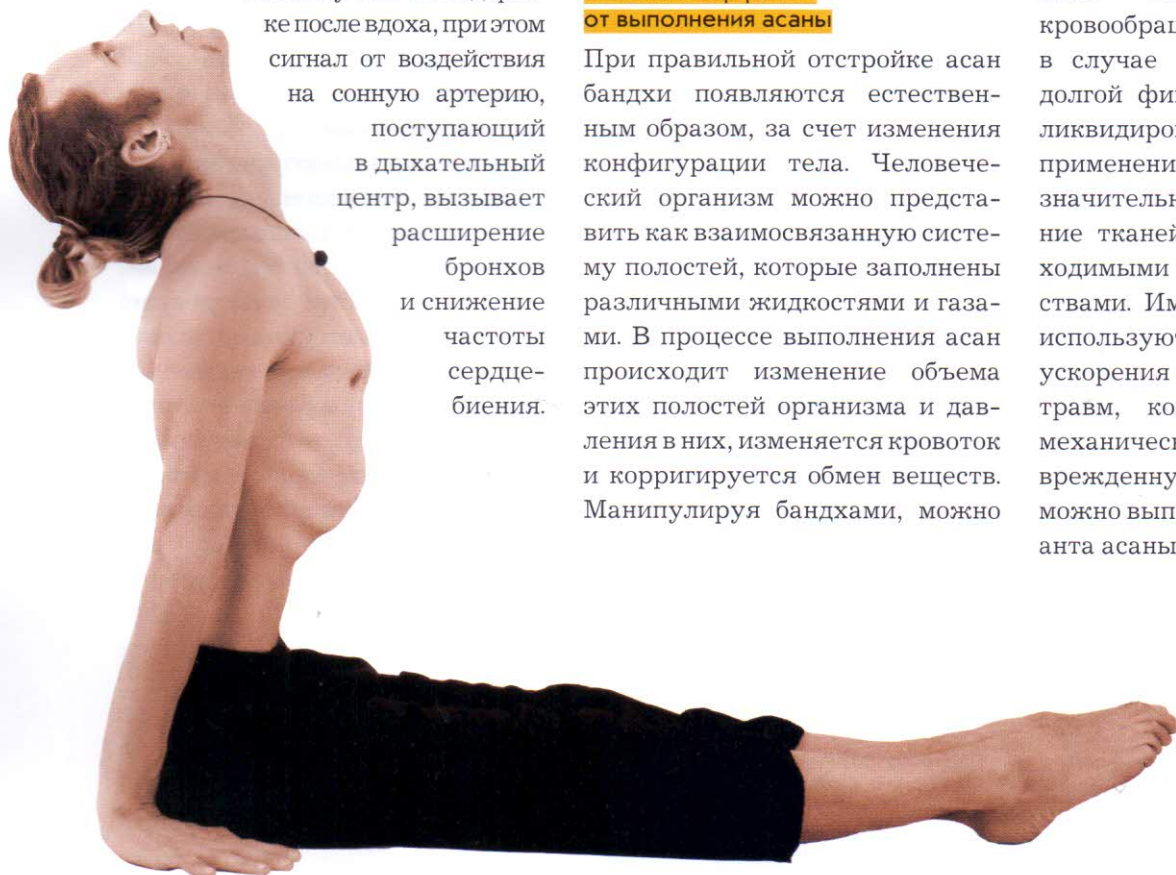 ке после вдоха, при этом
сигнал от воздействия
на сонную артерию,
поступающий
в дыхательный
центр, вызывает
расширение
бронхов
и снижение
частоты
сердце-
биения.
от выполнения асаны
При правильной отстройке асан
бандхи появляются естествен-
ным образом, за счет изменения
конфигурации тела. Человече-
ский организм можно предста-
вить как взаимосвязанную систе-
му полостей, которые заполнены
различными жидкостями и газа-
ми. В процессе выполнения асан
происходит изменение объема
этих полостей организма и дав-
ления в них, изменяется кровоток
и корригируется обмен веществ.
Манипулируя бандхами, можно
кровообращ
в случае
долгой фи
ликвидиро
применени
значительн
ние тканей
ходимыми
ствами. Им
используют
ускорения
травм, ко
механическ
врежденну
можно вып
анта асаны